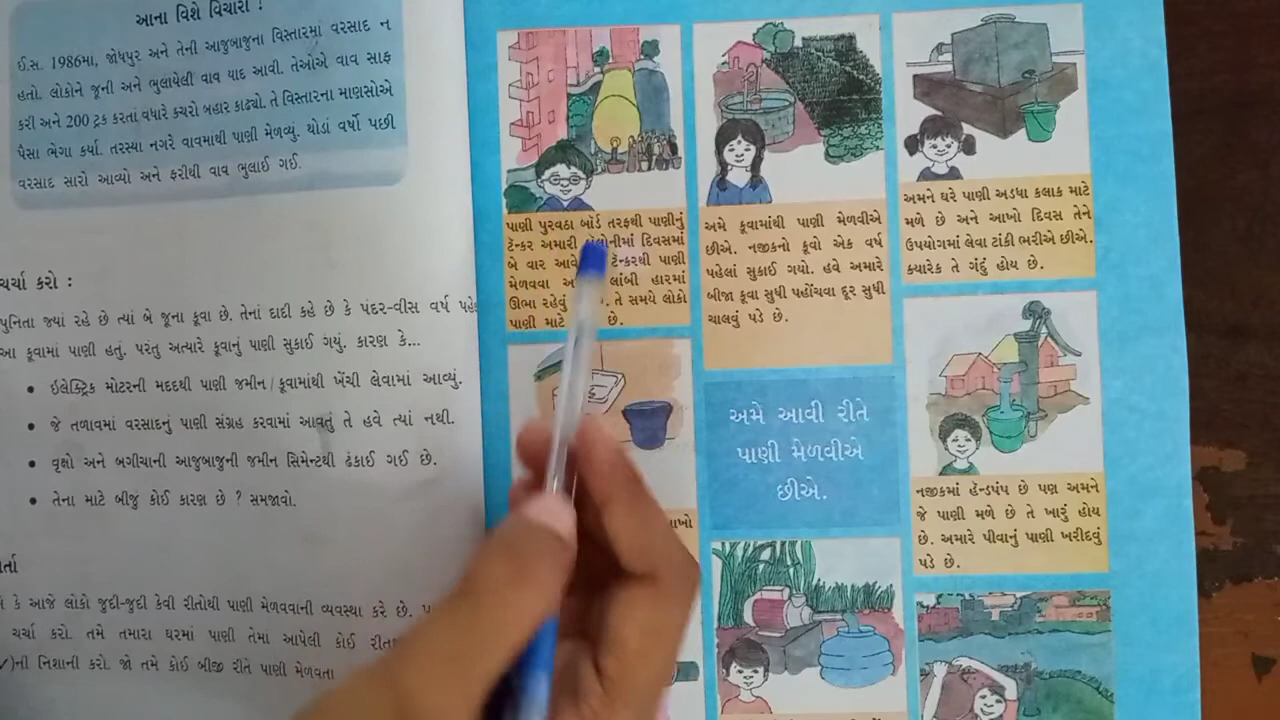 આના વિશે વિચારો !
ઈ.સ. 1986માં, જોધપુર અને તેની આજુબાજુના વિસ્તારમાં વરસાદ ન
હતો. લોકોને જૂની અને ભુલાયેલી વાવ યાદ આવી. તેઓએ વાવ સાફ
કરી અને 200 ટ્રક કરતાં વધારે કચરો બહાર કાઢ્યો. તે વિસ્તારના માણસોએ
પૈસા ભેગા કર્યા. તરસ્યા નગરે વાવમાંથી પાણી મેળવ્યુ. થોડાં વર્ષો પછી
વરસાદ સારો આવ્યો અને ફરીથી વાવ ભુલાઈ ગઈ.
ચર્ચા કરો :
પુનિતા જ્યાં રહે છે ત્યાં બે જૂના કૂવા છે. તેનાં દાદી કહે છે કે પંદર-વીસ વર્ષ
આ કૂવામાં પાણી હતું. પરંતુ અત્યારે કૂવાનું પાણી સુકાઈ ગયું. કારણ કે...
• ઇલેક્ટ્રિક મોટરની મદદથી પાણી જમીન / કૂવામાંથી ખેંચી લેવામાં આવ્યું.
• જે તળાવમાં વરસાદનું પાણી સંગ્રહ કરવામાં આવતું તે હવે ત્યાં નથી.
• વૃક્ષો અને બગીચાની આજુબાજુની જમીન સિમેન્ટથી ઢંકાઈ ગઈ છે.
• તેના માટે બીજુ કોઈ કારણ છે ? સમજાવો.
કે આજે લોકો જુદી-જુદી કેવી રીતોથી પાણી મેળવવાની વ્યવસ્થા કરે છે.
ચર્ચા કરો. તમે તમારા ઘરમાં પાણી તેમા આપેલી કોઈ
ની નિશાની કરો. જો તમે કોઈ બીજી રીતે પાણી મેળવતા
પાણી પુરવઠા બૉર્ડ તરફથી પાણીનું
ટૅન્કર અમારી કૉલોનીમાં દિવસમાં
બે વાર ટૅન્કરથી પાણી
મેળવવા લાંબી હારમાં
ઊભા રહેવું તે સમયે લોકો
પાણી માટે છે.
અમે કૂવામાંથી પાણી મેળવીએ
છીએ. નજીકનો કૂવો એક વર્ષ
પહેલાં સુકાઈ ગયો. હવે અમારે
બીજા કૂવા સુધી પહોંચવા દૂર સુધી
ચાલવું પડે છે.
અમને ઘરે પાણી અડધા કલાક માટે
મળે છે અને આખો દિવસ તેને
ઉપયોગમાં લેવા ટાંકી ભરીએ છીએ.
ક્યારેક તે ગંદું હોય છે.
અમે આવી રીતે
પાણી મેળવીએ
છીએ.
નજીકમાં હૅન્ડપંપ છે પણ અમને
જે પાણી મળે છે તે ખારું હોય
છે. અમારે પીવાનું પાણી ખરીદવું
પડે છે.